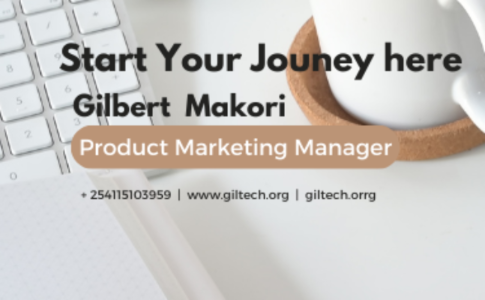 Start Your Jouney here
Gilbert Makori
Product Marketing Manager
+ 254115103959 | www.giltech.org | giltech.orrg